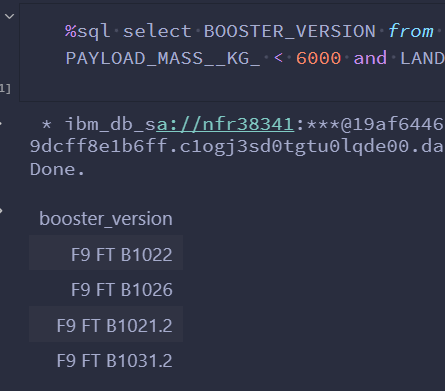 %sql select BOOSTER_VERSION from
PAYLOAD_MASS__KG_ < 6000 and LAND
1]
* ibm_db_sa://nfr38341:***@19af6446
9dcff8e1b6ff.c1ogj3sd0tgtu0lqde00.da
Done.
booster_version
F9 FT B1022
F9 FT B1026
F9 FT B1021.2
F9 FT B1031.2